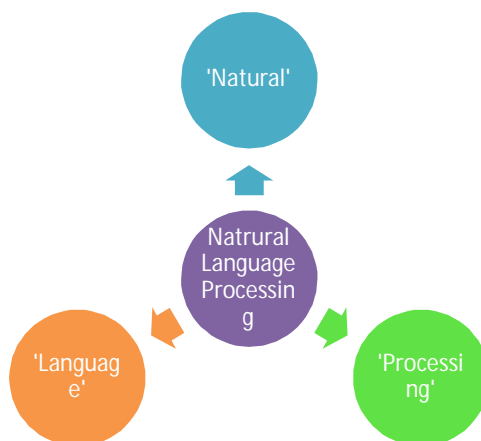 'Natural'
Natrural
Language
Processin
g
'Languag
e'
'Processi
ng'